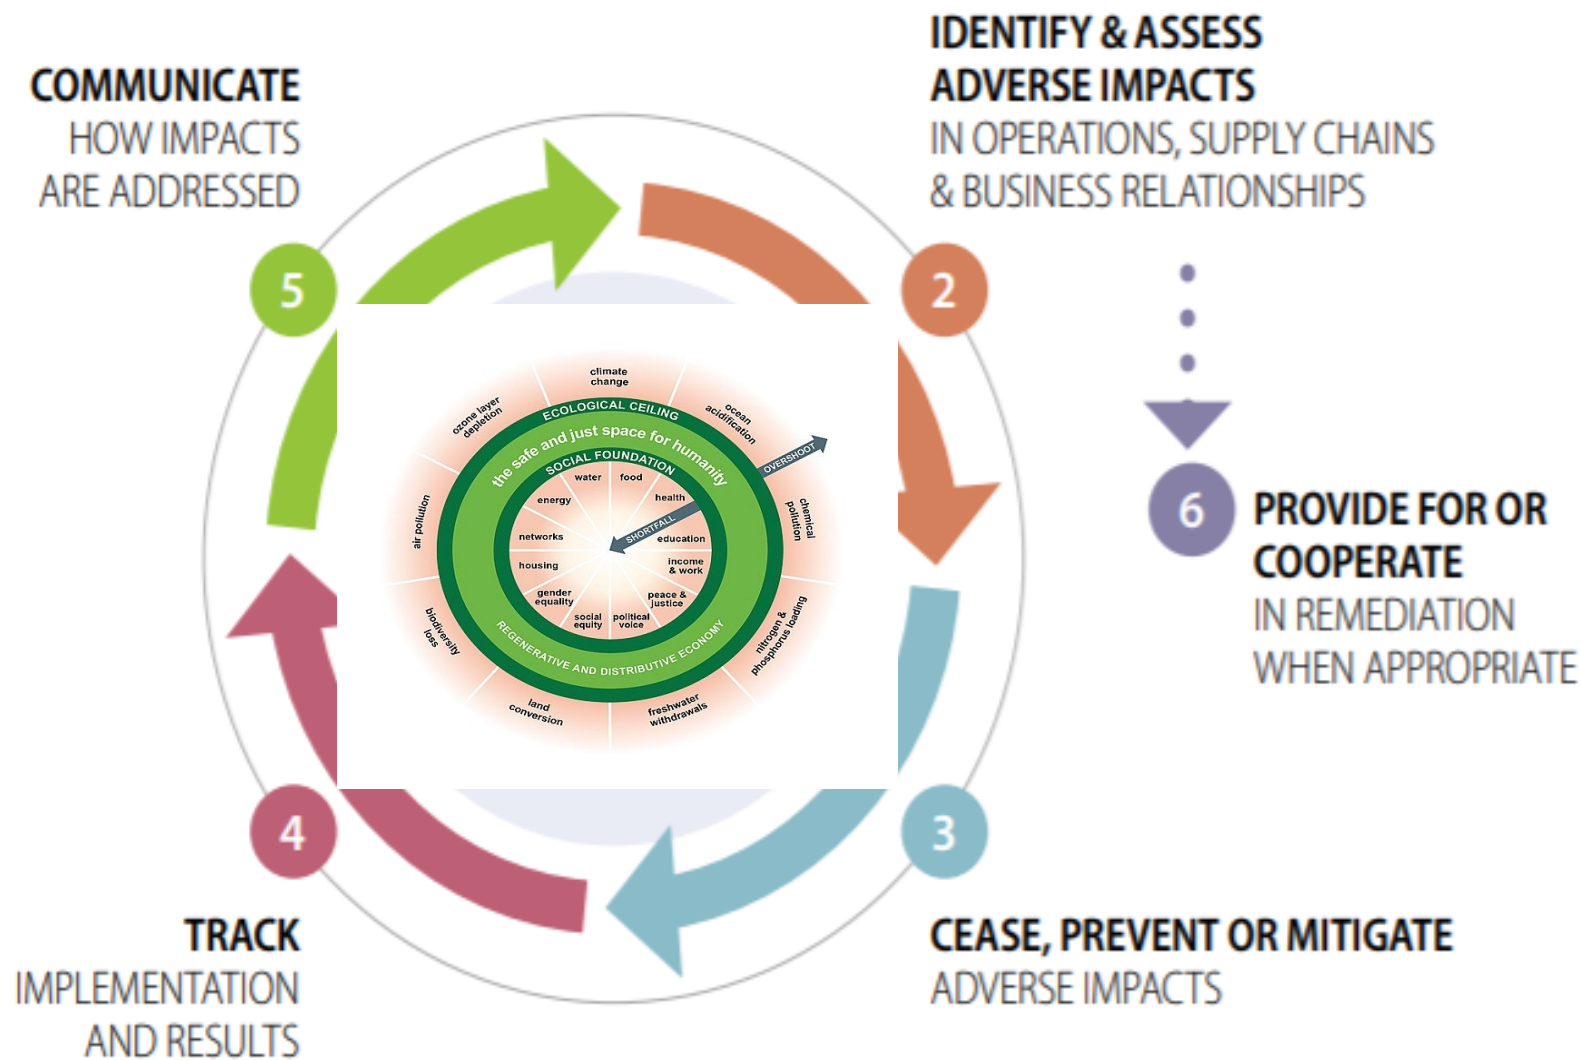 COMMUNICATE
HOW IMPACTS
ARE ADDRESSED
5
IDENTIFY & ASSESS
ADVERSE IMPACTS
IN OPERATIONS, SUPPLY CHAINS
& BUSINESS RELATIONSHIPS
2
6
PROVIDE FOR OR
COOPERATE
IN REMEDIATION
WHEN APPROPRIATE
climate
change
ocean
acidification
chemical
pollution
nitrogen &
phosphorus loading
freshwater
withdrawals
land
conversion
biodiversity
loss
air pollution
ozone layer
depletion
ECOLOGICAL CEILING
the safe and just space for humanity
SOCIAL FOUNDATION
OVERSHOOT
SHORTFALL
water
food
health
education
income
& work
peace &
justice
political
voice
social
equity
gender
equality
housing
networks
energy
REGENERATIVE AND DISTRIBUTIVE ECONOMY
4
TRACK
IMPLEMENTATION
AND RESULTS
3
CEASE, PREVENT OR MITIGATE
ADVERSE IMPACTS